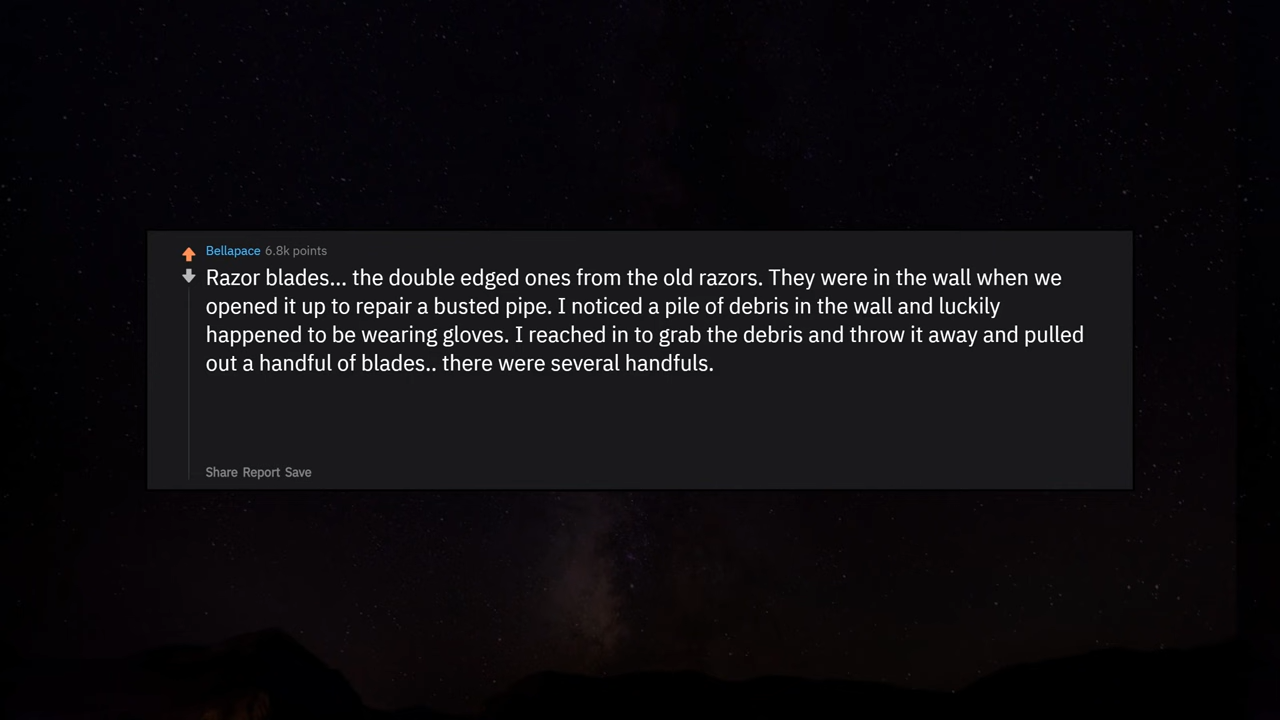 Bellapace 6.8k points
Razor blades... the double edged ones from the old razors. They were in the wall when we
opened it up to repair a busted pipe. I noticed a pile of debris in the wall and luckily
happened to be wearing gloves. I reached in to grab the debris and throw it away and pulled
out a handful of blades.. there were several handfuls.
Share Report Save